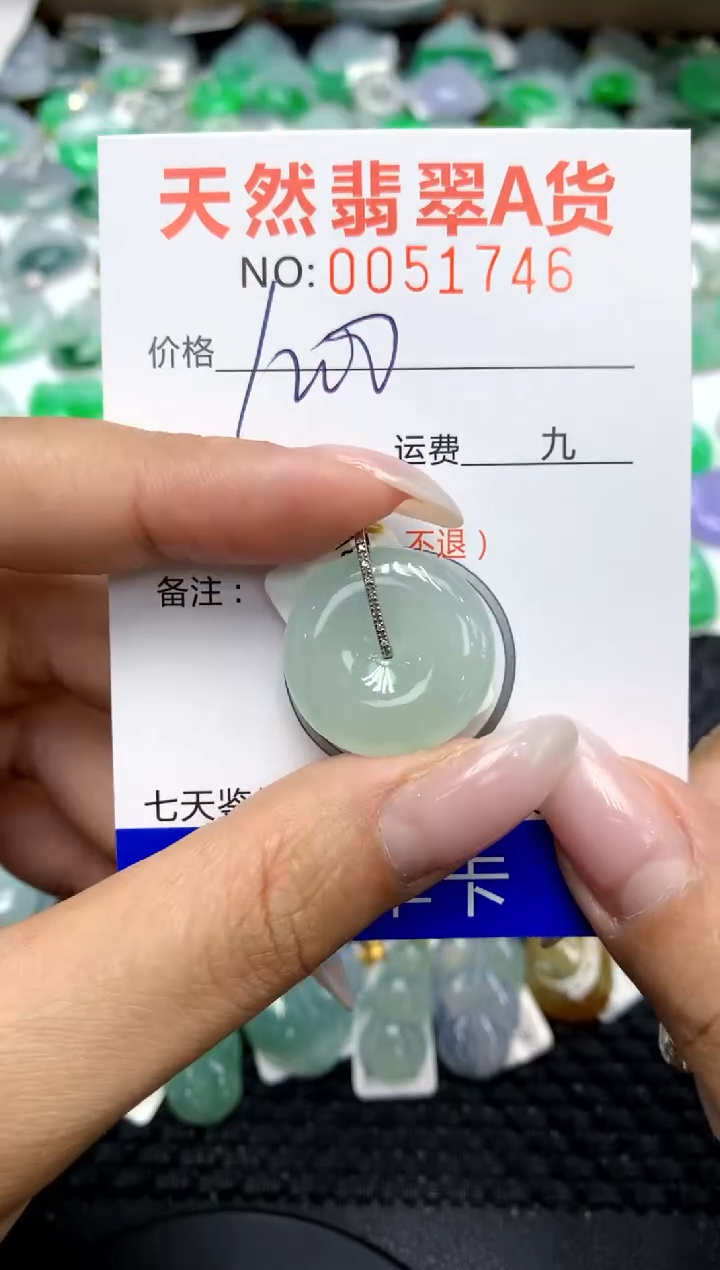 天然翡翠A货
NO: 0051746
价格
运费 九
不退）
备注：
七天鉴
卡